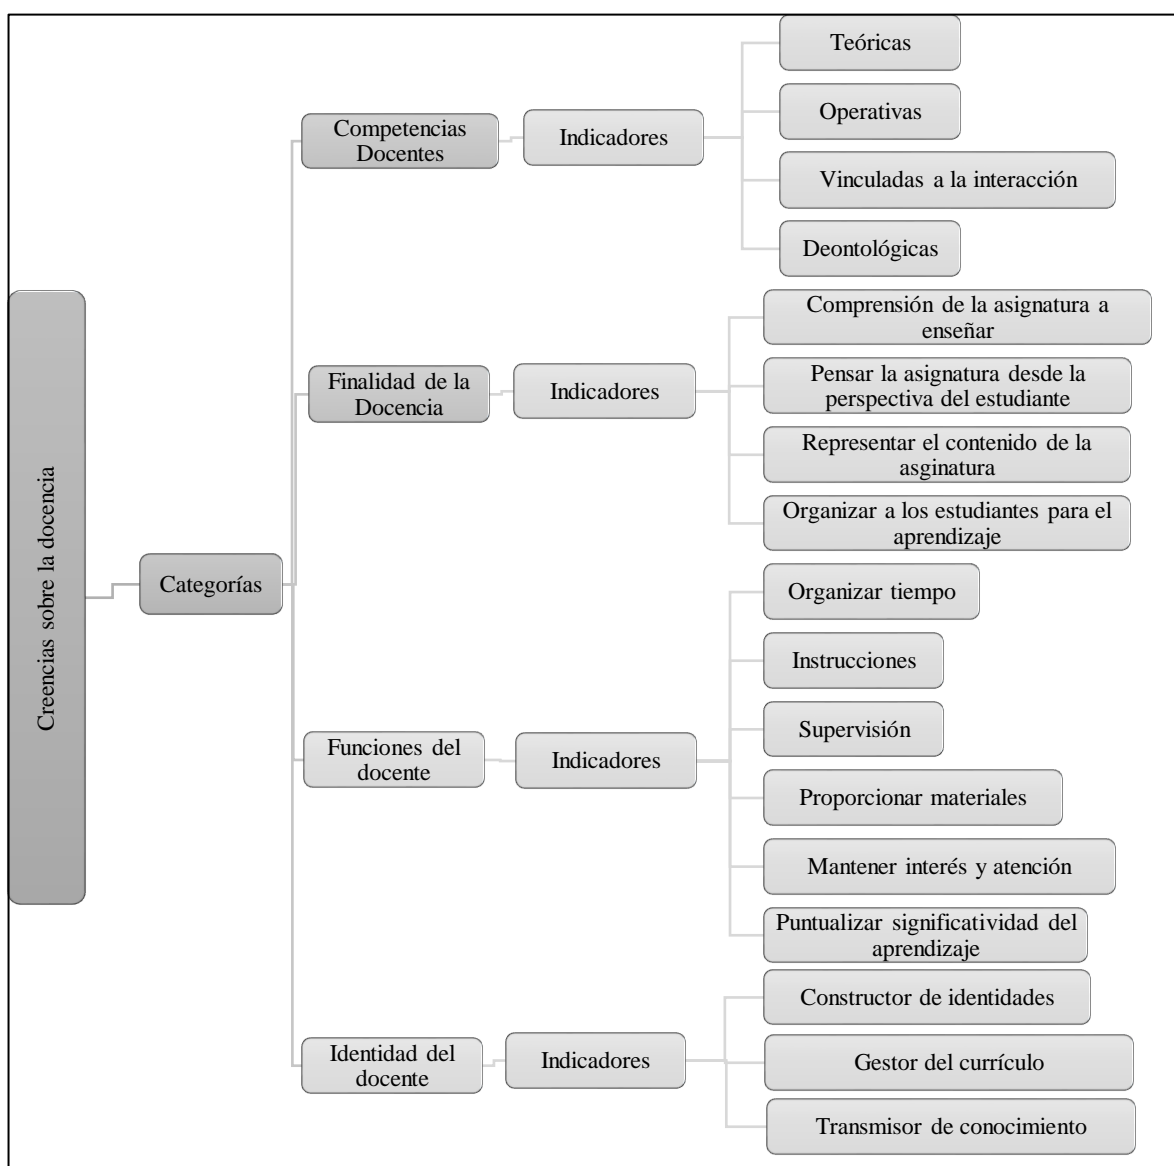 Creencias sobre la docencia
Categorías
Competencias
Docentes
Indicadores
Teóricas
Operativas
Vinculadas a la interacción
Deontológicas
Finalidad de la
Docencia
Indicadores
Comprensión de la asignatura a
enseñar
Pensar la asignatura desde la
perspectiva del estudiante
Representar el contenido de la
asginatura
Organizar a los estudiantes para el
aprendizaje
Funciones del
docente
Indicadores
Organizar tiempo
Instrucciones
Supervisión
Proporcionar materiales
Mantener interés y atención
Puntualizar significatividad del
aprendizaje
Identidad del
docente
Indicadores
Constructor de identidades
Gestor del currículo
Transmisor de conocimiento